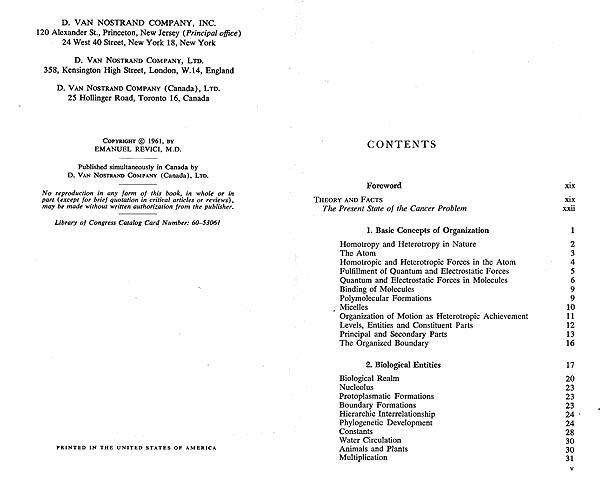 D. VAN NOSTRAND COMPANY, INC.
120 Alexander St., Princeton, New Jersey (Principal office)
24 West 40 Street, New York 18, New York
D. VAN NOSTRAND COMPANY, LTD.
358, Kensington High Street, London, W.14, England
D. VAN NOSTRAND COMPANY (Canada), LTD.
25 Hollinger Road, Toronto 16, Canada
COPYRIGHT © 1961, BY
EMANUEL REVICI, M.D.
Published simultaneously in Canada by
D. VAN NOSTRAND COMPANY (Canada), LTD.
No reproduction in any form of this book, in whole or in
part (except for brief quotation in critical articles or reviews),
may be made without written authorization from the publisher.
Library of Congress Catalog Card Number: 60-53061
PRINTED IN THE UNITED STATES OF AMERICA
CONTENTS
Foreword xix
THEORY AND FACTS xix
The Present State of the Cancer Problem xxii
1. Basic Concepts of Organization 1
Homotropy and Heterotropy in Nature 2
The Atom 3
Homotropic and Heterotropic Forces in the Atom 4
Fulfillment of Quantum and Electrostatic Forces 5
Quantum and Electrostatic Forces in Molecules 6
Binding of Molecules 9
Polymolecular Formations 9
Micelles 10
Organization of Motion as Heterotropic Achievement 11
Levels, Entities and Constituent Parts 12
Principal and Secondary Parts 13
The Organized Boundary 16
2. Biological Entities 17
Biological Realm 20
Nucleolus 23
Protoplasmatic Formations 23
Boundary Formations 23
Hierarchic Interrelationship 24
Phylogenetic Development 24
Constants 28
Water Circulation 30
Animals and Plants 30
Multiplication 31
v